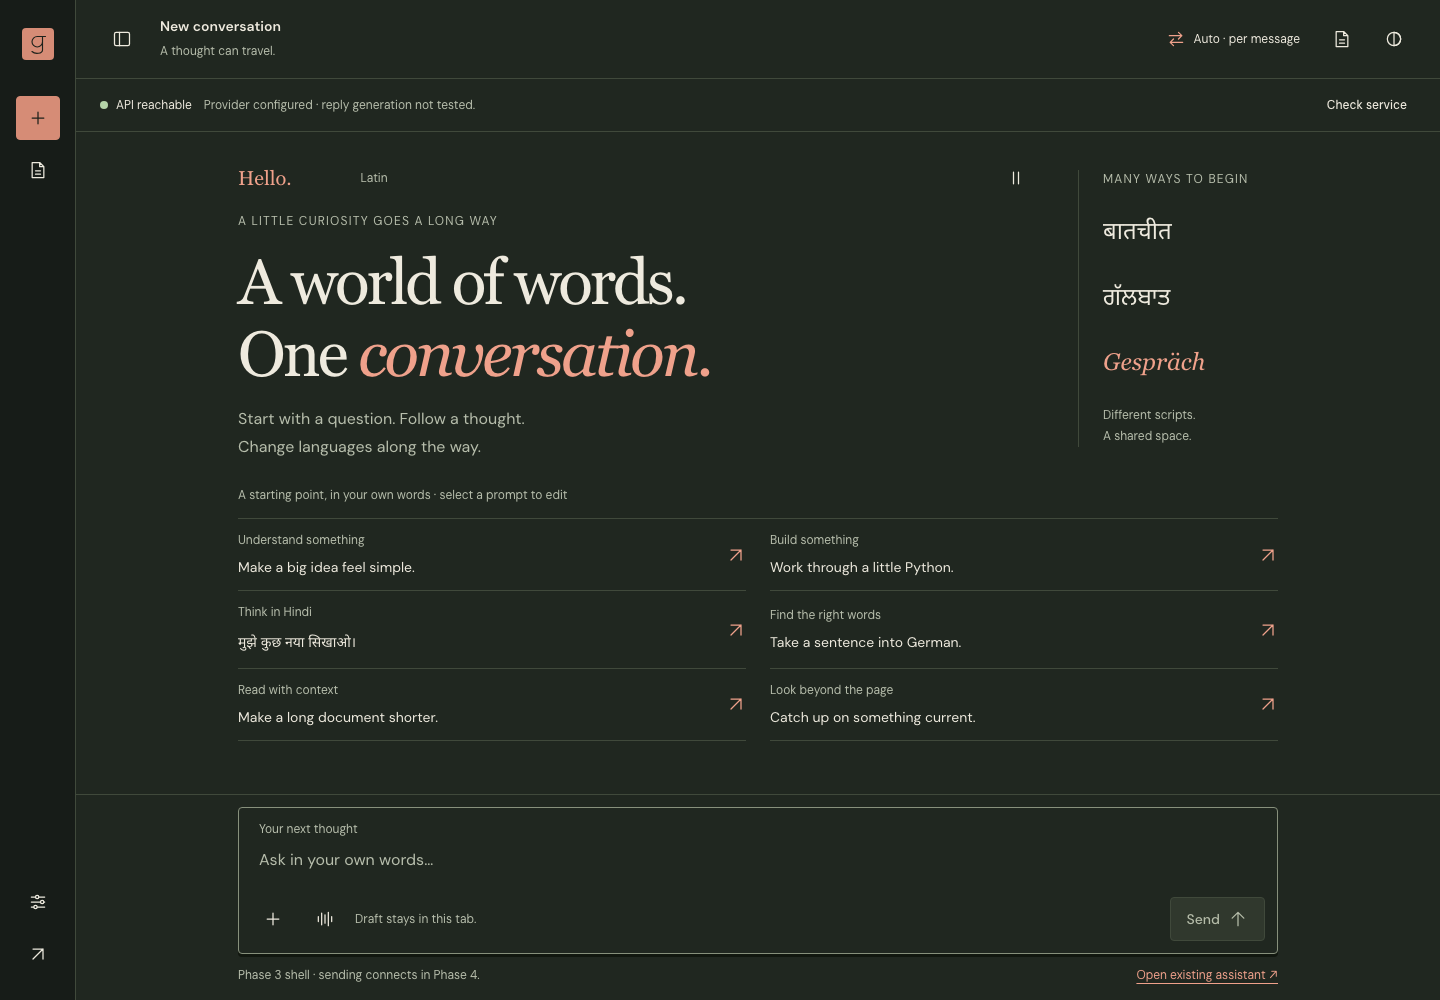 g
New conversation
A thought can travel.
Auto · per message
API reachable
Provider configured · reply generation not tested.
Check service
Hello.
Latin
A LITTLE CURIOSITY GOES A LONG WAY
A world of words.
One conversation.
Start with a question. Follow a thought.
Change languages along the way.
MANY WAYS TO BEGIN
बातचीत
ਗੱਲਬਾਤ
Gespräch
Different scripts.
A shared space.
A starting point, in your own words · select a prompt to edit
Understand something
Make a big idea feel simple.
Build something
Work through a little Python.
Think in Hindi
मुझे कुछ नया सिखाओ।
Find the right words
Take a sentence into German.
Read with context
Make a long document shorter.
Look beyond the page
Catch up on something current.
Your next thought
Ask in your own words…
Draft stays in this tab.
Send
Phase 3 shell · sending connects in Phase 4.
Open existing assistant ↗